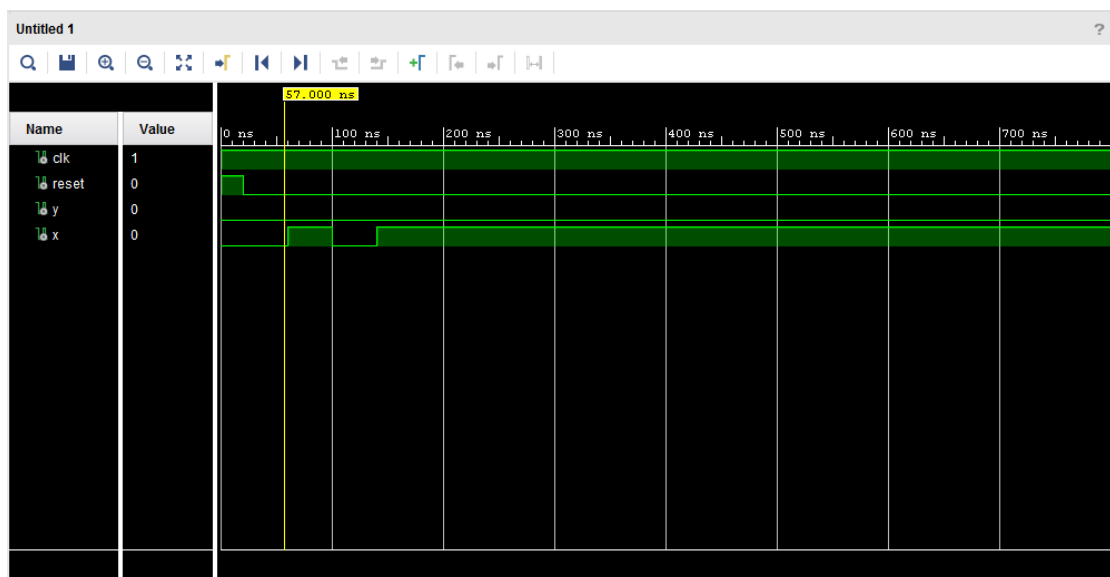 Untitled 1
?
57.000 ns
Name Value
0 ns 100 ns 200 ns 300 ns 400 ns 500 ns 600 ns 700 ns
clk 1
reset 0
y 0
x 0